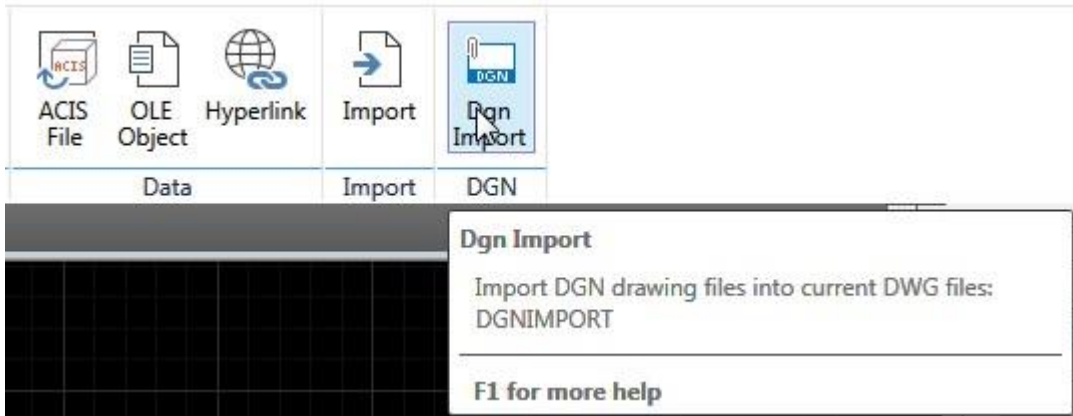 ACIS
ACIS
File
OLE
Object
Hyperlink
Import
DGN
Dgn
Import
Data
Import
DGN
Dgn Import
Import DGN drawing files into current DWG files:
DGNIMPORT
F1 for more help